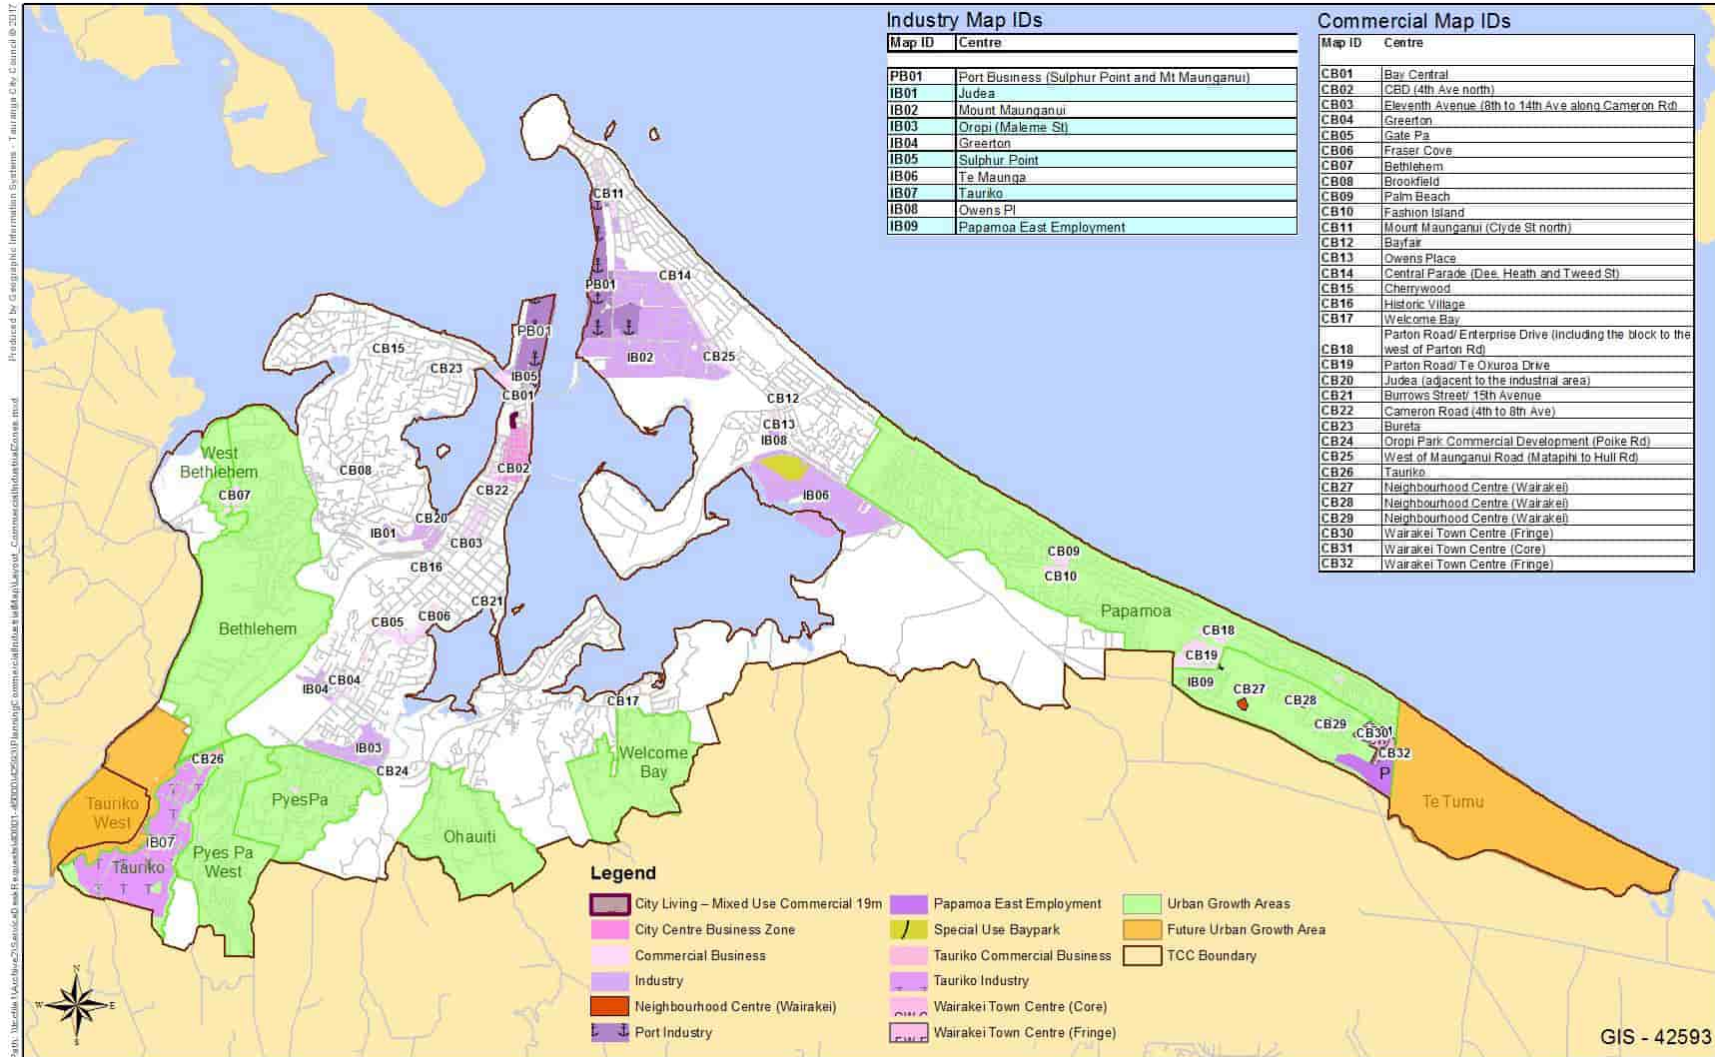 Produced by Geographic Information Systems - Tauranga City Council © 2017
Industry Map IDs
Map ID Centre
PB01 Port Business (Sulphur Point and Mt Maunganui)
IB01 Judea
IB02 Mount Maunganui
IB03 Oropi (Maleme St)
IB04 Greerton
IB05 Sulphur Point
IB06 Te Maunga
IB07 Tauriko
IB08 Owens Pl
IB09 Papamoa East Employment
Commercial Map IDs
Map ID Centre
CB01 Bay Central
CB02 CBD (4th Ave north)
CB03 Eleventh Avenue (8th to 14th Ave along Cameron Rd)
CB04 Greerton
CB05 Gate Pa
CB06 Fraser Cove
CB07 Bethlehem
CB08 Brookfield
CB09 Palm Beach
CB10 Fashion Island
CB11 Mount Maunganui (Clyde St north)
CB12 Bayfair
CB13 Owens Place
CB14 Central Parade (Dee, Heath and Tweed St)
CB15 Cherrywood
CB16 Historic Village
CB17 Welcome Bay
Parton Road/ Enterprise Drive (including the block to the
CB18 west of Parton Rd)
CB19 Parton Road/ Te Okuroa Drive
CB20 Judea (adjacent to the industrial area)
CB21 Burrows Street/ 15th Avenue
CB22 Cameron Road (4th to 8th Ave)
CB23 Bureta
CB24 Oropi Park Commercial Development (Poike Rd)
CB25 West of Maunganui Road (Matapihi to Hull Rd)
CB26 Tauriko
CB27 Neighbourhood Centre (Wairakei)
CB28 Neighbourhood Centre (Wairakei)
CB29 Neighbourhood Centre (Wairakei)
CB30 Wairakei Town Centre (Fringe)
CB31 Wairakei Town Centre (Core)
CB32 Wairakei Town Centre (Fringe)
CB11
CB14
PB01
PB01
CB15
IB02
CB25
CB23
IB05
CB01
CB12
CB13
IB08
West
Bethlehem
CB08
CB02
CB07
CB22
IB06
CB20
IB01
CB03
CB09
CB16
CB10
CB21
Papamoa
CB06
CB05
Bethlehem
CB18
CB19
CB04
IB04
IB09
CB27
CB17
CB28
CB29
CB30
IB03
CB26
CB24
Welcome
Bay
CB32
P
PyesPa
Tauriko
West
Te Tumu
Ohauiti
IB07
Pyes Pa
West
Tauriko
T T T T T T T T T
Legend
City Living – Mixed Use Commercial 19m
City Centre Business Zone
Commercial Business
Industry
Neighbourhood Centre (Wairakei)
Port Industry
Papamoa East Employment
Special Use Baypark
Tauriko Commercial Business
Tauriko Industry
Wairakei Town Centre (Core)
Wairakei Town Centre (Fringe)
Urban Growth Areas
Future Urban Growth Area
TCC Boundary
N
W E
S
GIS - 42593